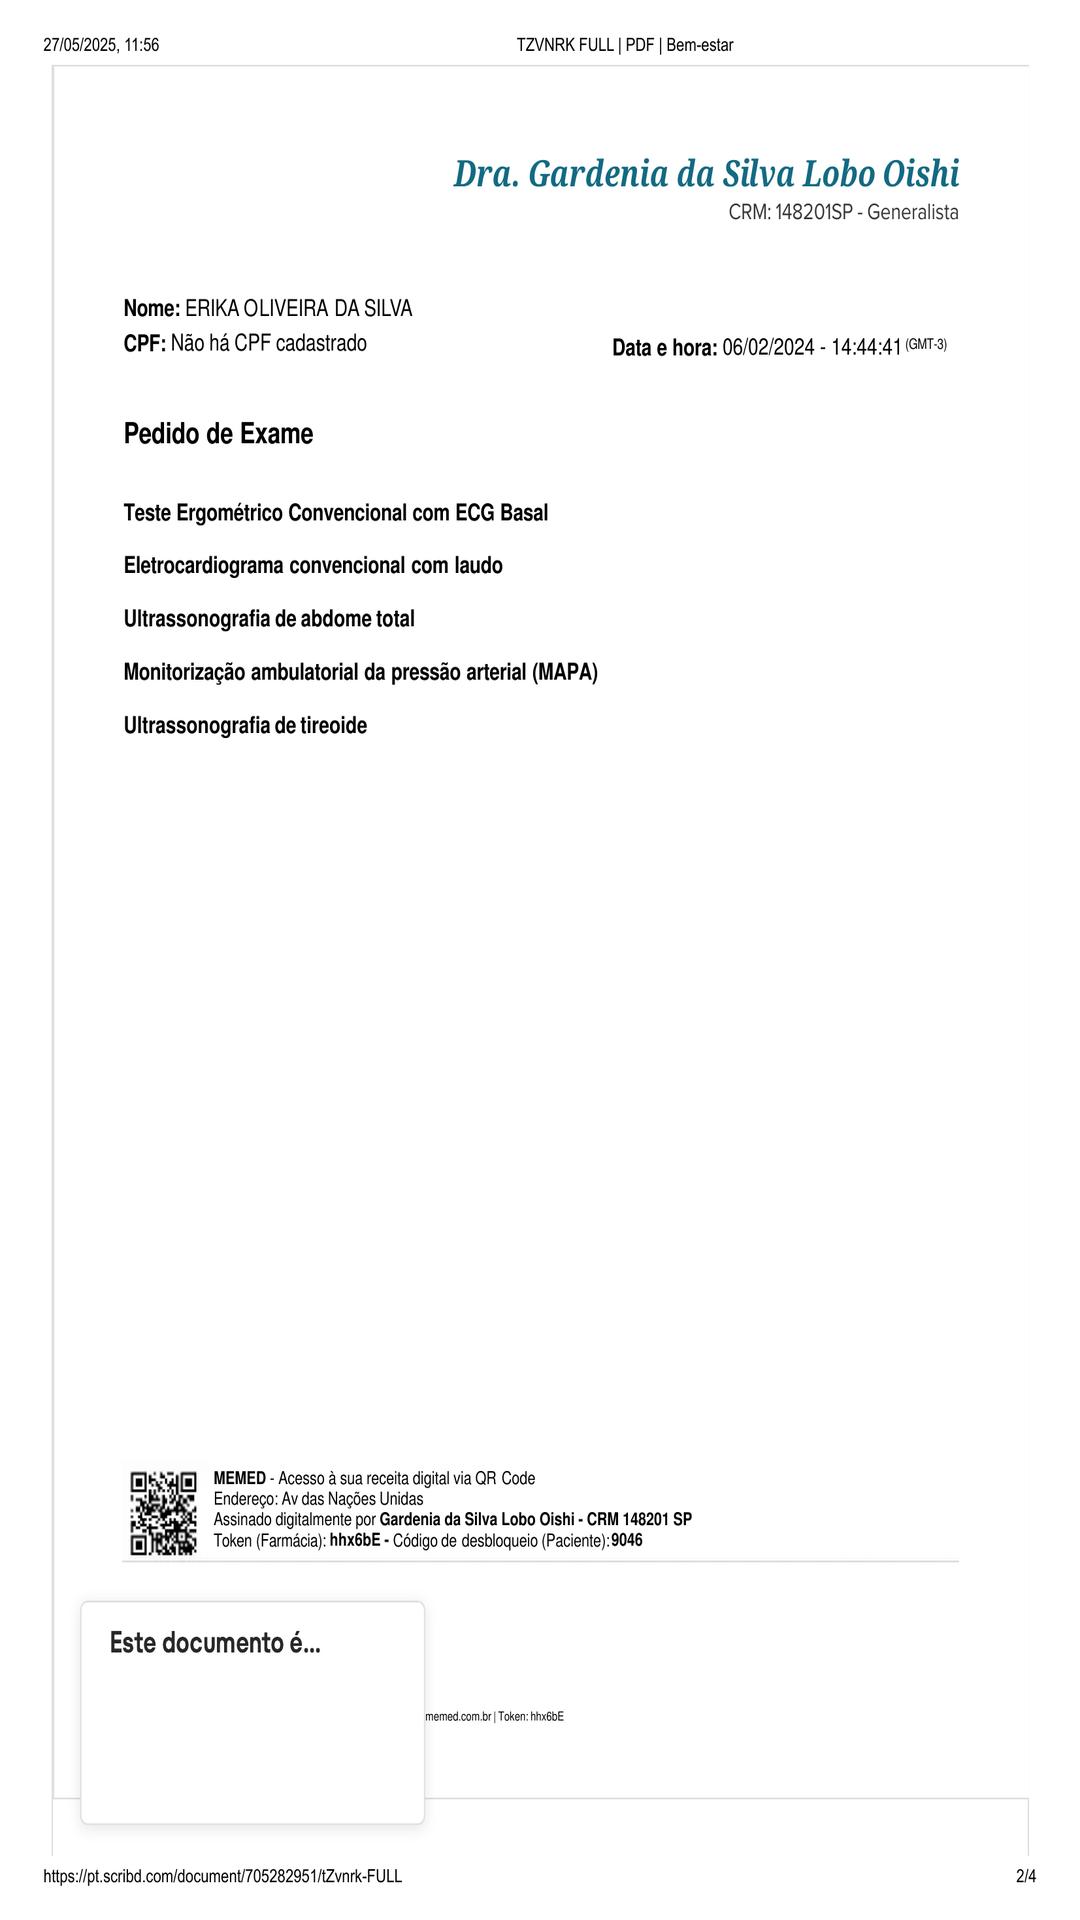 27/05/2025, 11:56
TZVNRK FULL | PDF | Bem-estar
Dra. Gardenia da Silva Lobo Oishi
CRM: 148201SP - Generalista
Nome: ERIKA OLIVEIRA DA SILVA
CPF: Não há CPF cadastrado
Data e hora: 06/02/2024 - 14:44:41 (GMT-3)
Pedido de Exame
Teste Ergométrico Convencional com ECG Basal
Eletrocardiograma convencional com laudo
Ultrassonografia de abdome total
Monitorização ambulatorial da pressão arterial (MAPA)
Ultrassonografia de tireoide
MEMED - Acesso à sua receita digital via QR Code
Endereço: Av das Nações Unidas
Assinado digitalmente por Gardenia da Silva Lobo Oishi - CRM 148201 SP
Token (Farmácia): hhx6bE - Código de desbloqueio (Paciente):9046
Este documento é...
memed.com.br | Token: hhx6bE
https://pt.scribd.com/document/705282951/tZvnrk-FULL
2/4